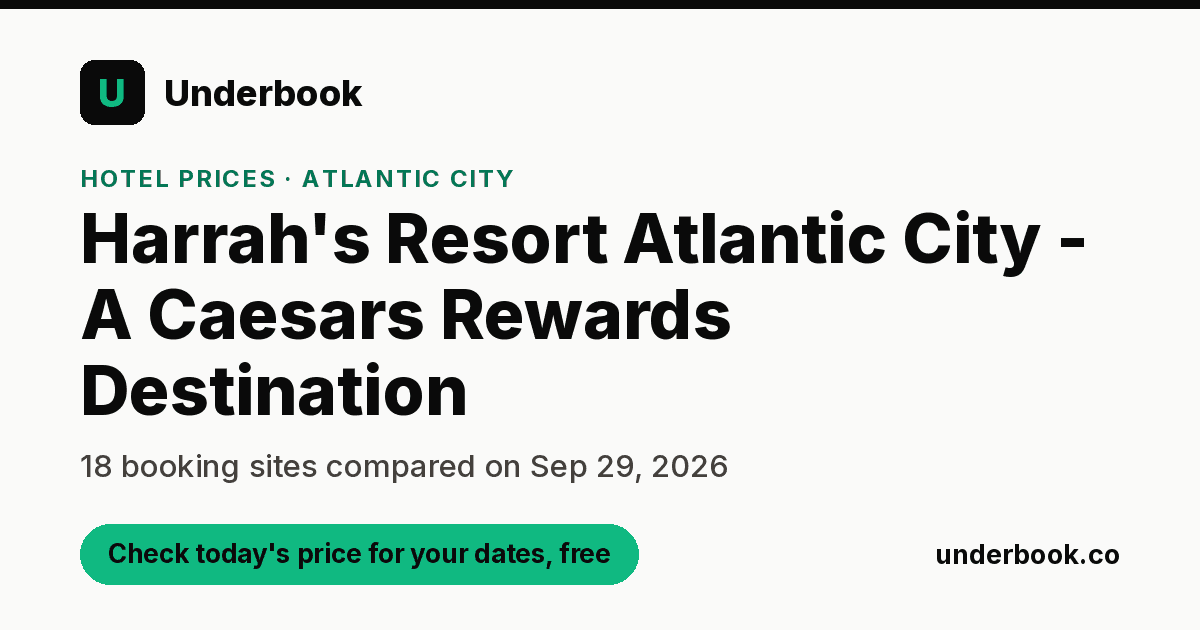 U
Underbook
HOTEL PRICES · ATLANTIC CITY
Harrah's Resort Atlantic City -
A Caesars Rewards
Destination
18 booking sites compared on Sep 29, 2026
Check today's price for your dates, free
underbook.co